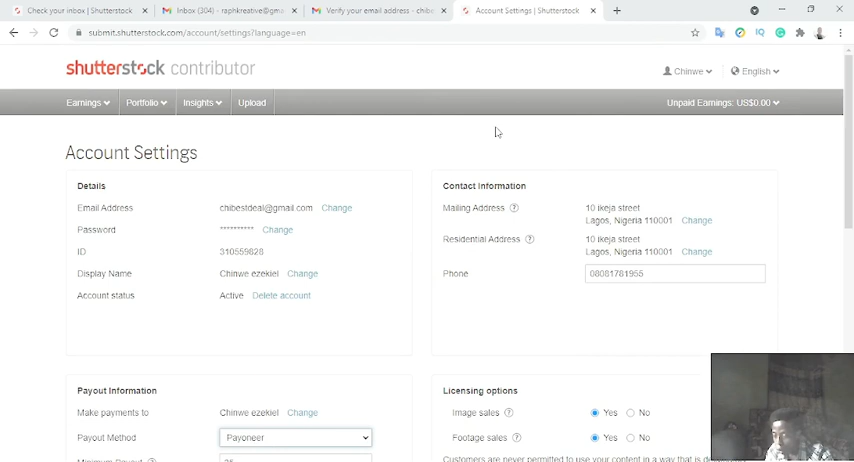 Check your inbox | Shutterstock
Inbox (304) - raphkreative@gma
Verify your email address - chibe
Account Settings | Shutterstock
submit.shutterstock.com/account/settings?language=en
shutterstock contributor
Chinwe
English
Earnings
Portfolio
Insights
Upload
Unpaid Earnings: US$0.00
Account Settings
Details
Email Address chibestdeal@gmail.com Change
Password ********** Change
ID 310559828
Display Name Chinwe ezekiel Change
Account status Active Delete account
Contact Information
Mailing Address ? 10 ikeja street
Lagos, Nigeria 110001 Change
Residential Address ? 10 ikeja street
Lagos, Nigeria 110001 Change
Phone 08081781955
Payout Information
Make payments to Chinwe ezekiel Change
Payout Method Payoneer
Minimum Payout ?
Licensing options
Image sales ? Yes No
Footage sales ? Yes No
Customers are never permitted to use your content in a way that is